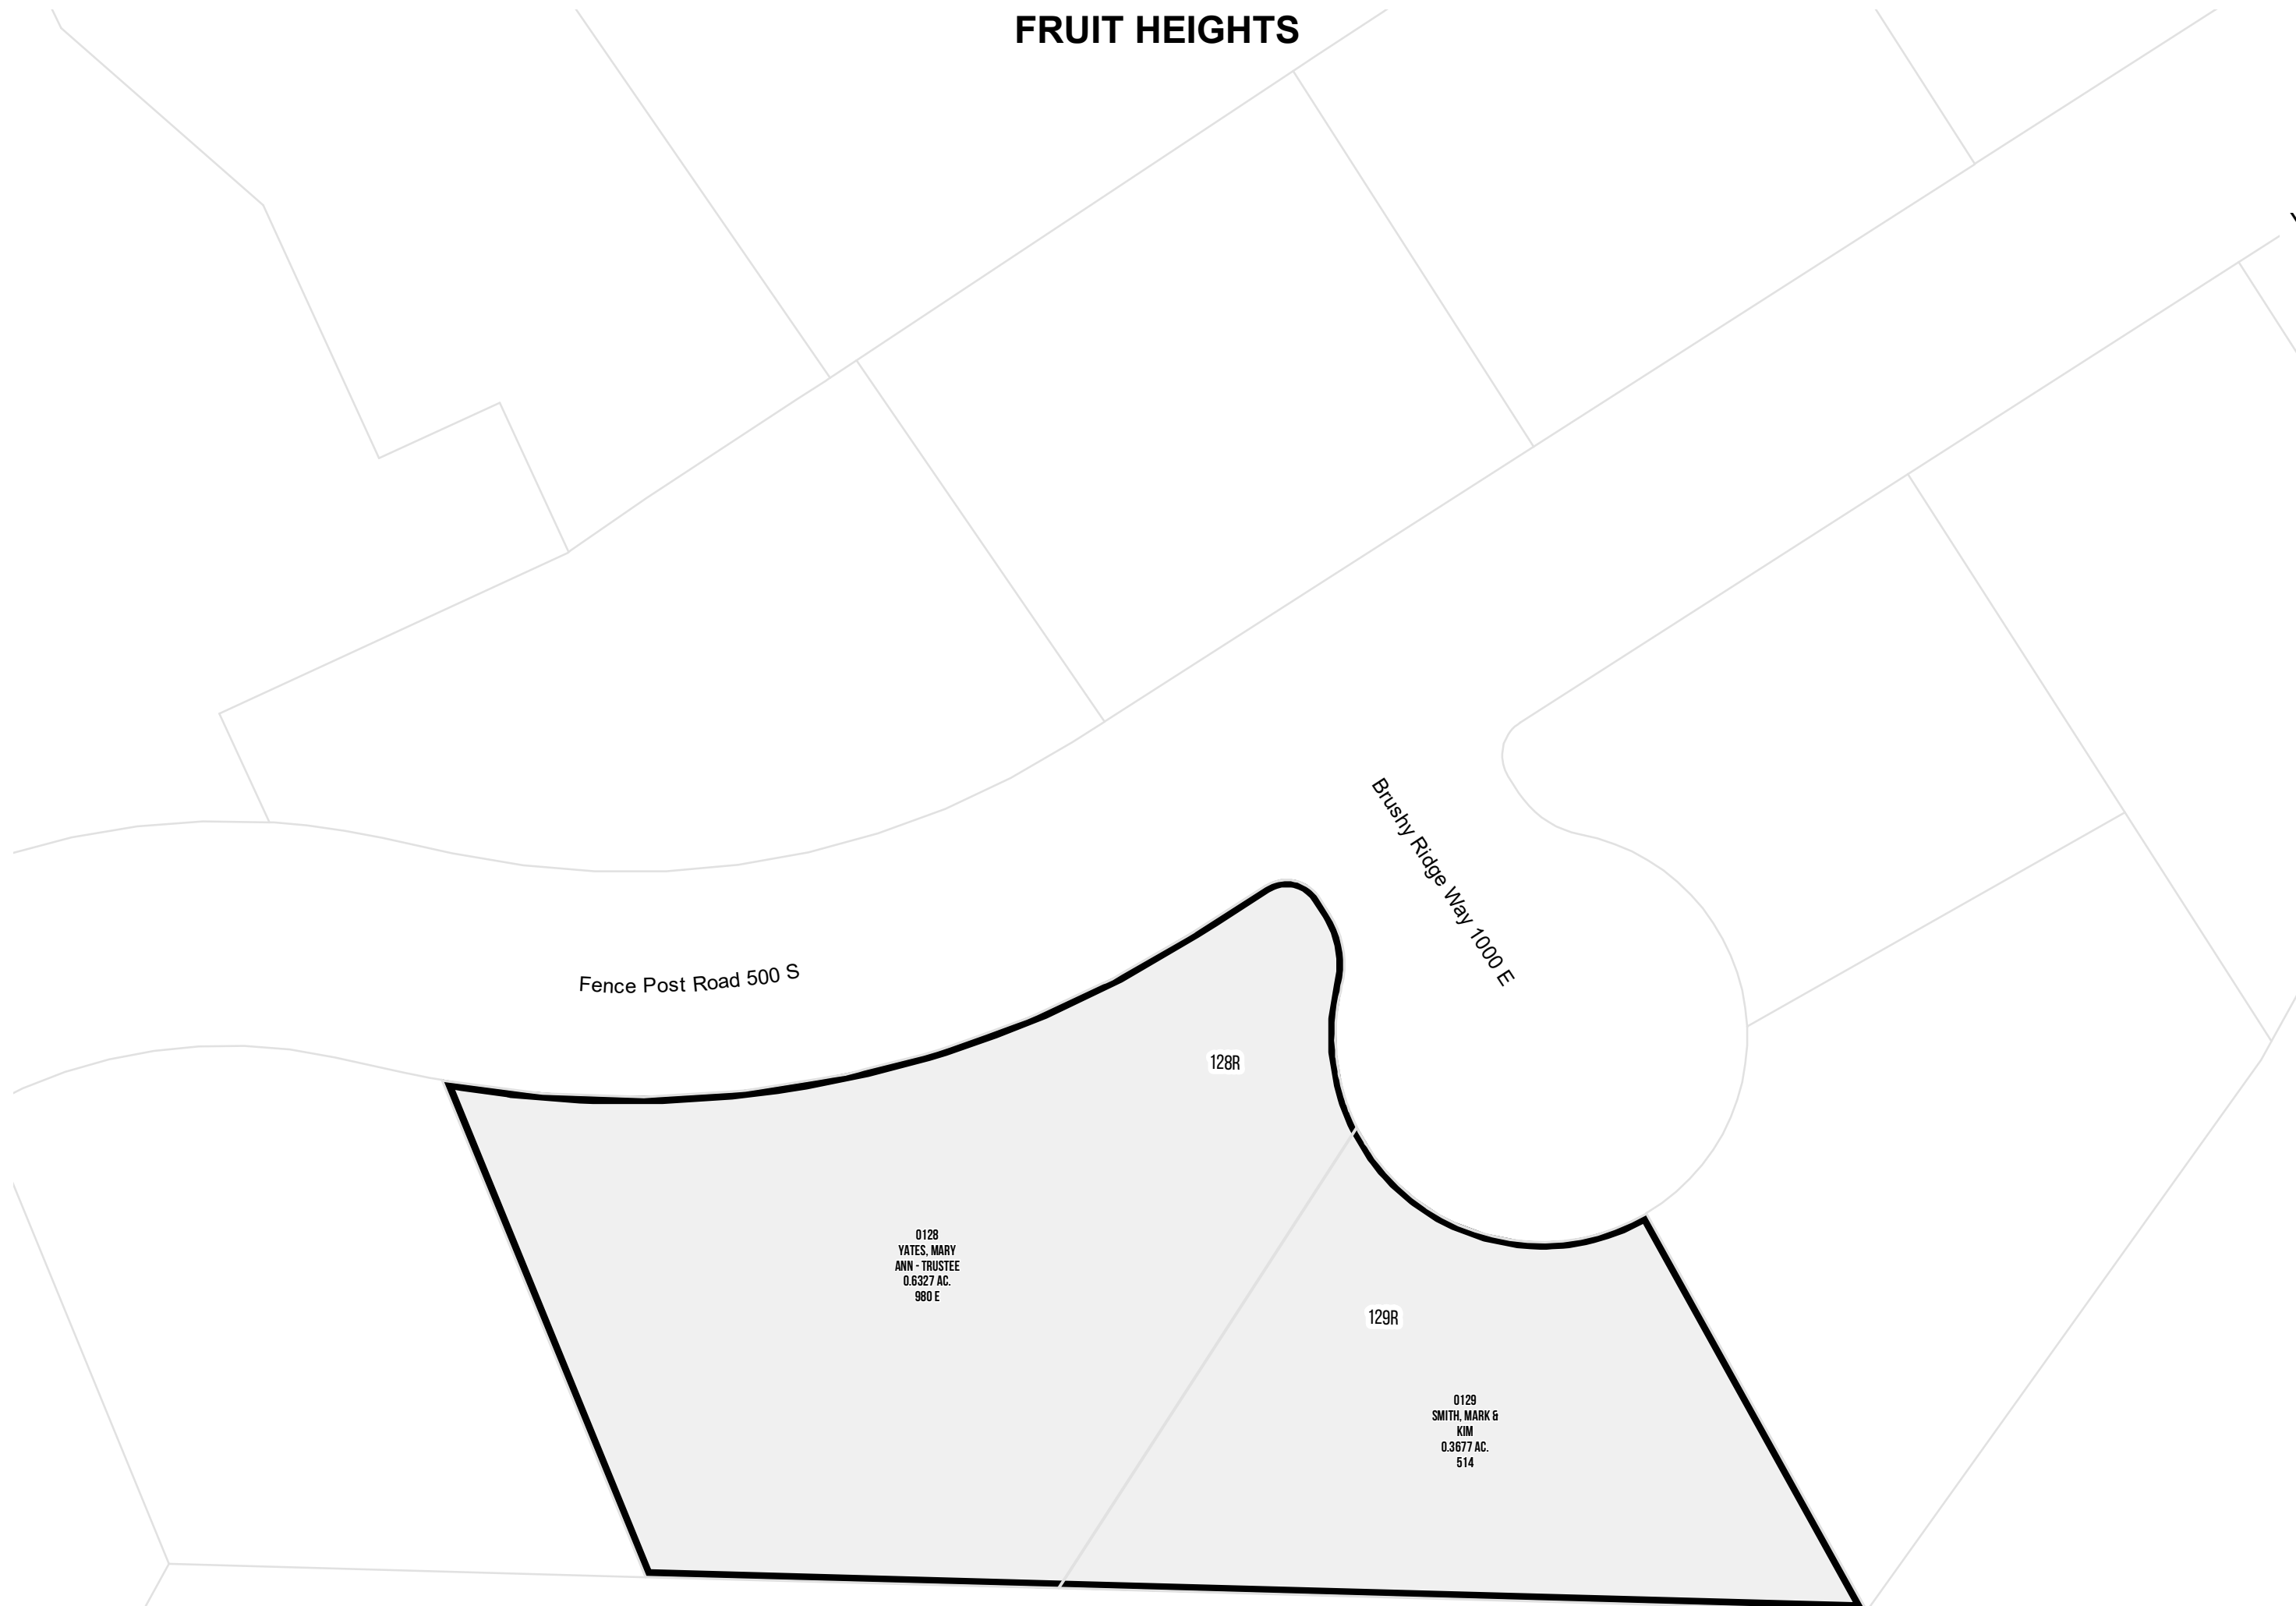 FRUIT HEIGHTS
Brushy Ridge Way 1000 E
Fence Post Road 500 S
128R
0128
YATES, MARY
ANN - TRUSTEE
0.6327 AC.
980 E
129R
0129
SMITH, MARK &
KIM
0.3677 AC.
514